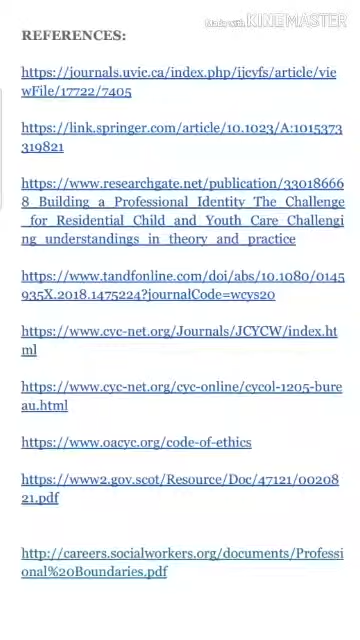 REFERENCES:
Made with KINEMASTER
https://journals.uvic.ca/index.php/ijcyfs/article/vie
wFile/17722/7405
https://link.springer.com/article/10.1023/A:1015373
319821
https://www.researchgate.net/publication/33018666
8_Building_a_Professional_Identity_The_Challenge
_for_Residential_Child_and_Youth_Care_Challengi
ng_understandings_in_theory_and_practice
https://www.tandfonline.com/doi/abs/10.1080/0145
935X.2018.1475224?journalCode=wcys20
https://www.cyc-net.org/Journals/JCYCW/index.ht
ml
https://www.cyc-net.org/cyc-online/cycol-1205-bure
au.html
https://www.oacyc.org/code-of-ethics
https://www2.gov.scot/Resource/Doc/47121/00208
21.pdf
http://careers.socialworkers.org/documents/Professi
onal%20Boundaries.pdf